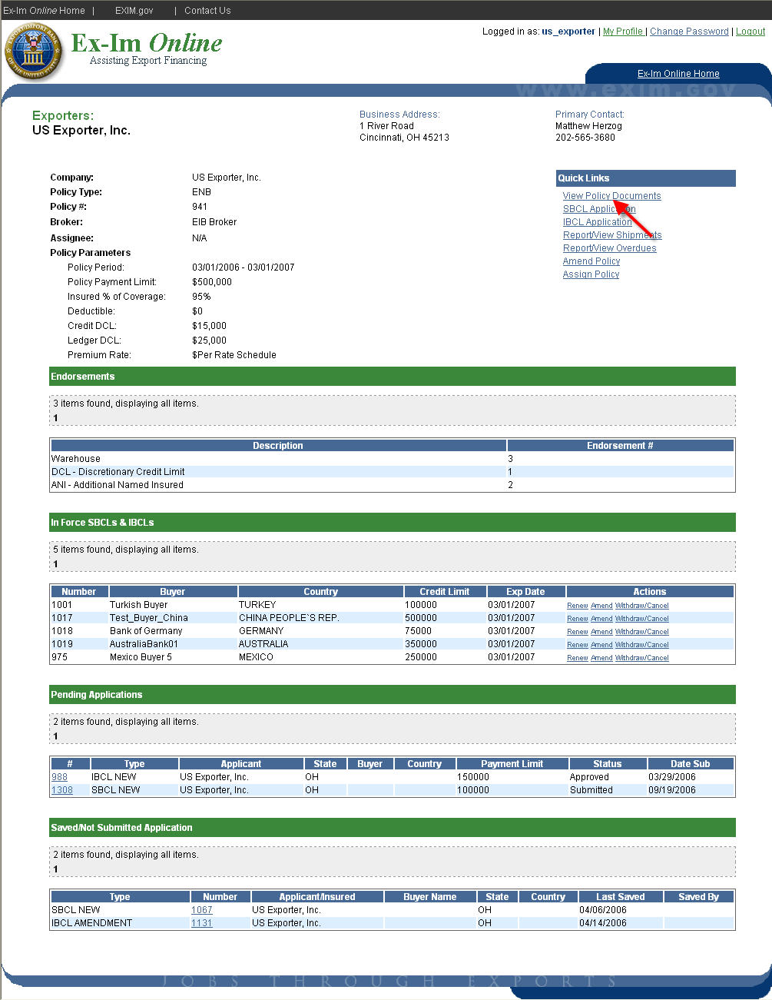 Ex-Im Online Home | EXIM.gov | Contact Us
Logged in as: us_exporter | My Profile | Change Password | Logout
EXPORT-IMPORT BANK OF THE UNITED STATES
Ex-Im Online
Assisting Export Financing
Ex-Im Online Home
www.exim.gov
Exporters:
US Exporter, Inc.
Business Address:
1 River Road
Cincinnati, OH 45213
Primary Contact:
Matthew Herzog
202-565-3680
Company: US Exporter, Inc.
Policy Type: ENB
Policy #: 941
Broker: EIB Broker
Assignee: N/A
Policy Parameters
Policy Period: 03/01/2006 - 03/01/2007
Policy Payment Limit: $500,000
Insured % of Coverage: 95%
Deductible: $0
Credit DCL: $15,000
Ledger DCL: $25,000
Premium Rate: $Per Rate Schedule
Quick Links
View Policy Documents
SBCL Application
IBCL Application
Report/View Shipments
Report/View Overdues
Amend Policy
Assign Policy
Endorsements
3 items found, displaying all items.
1
Description Endorsement #
Warehouse 3
DCL - Discretionary Credit Limit 1
ANI - Additional Named Insured 2
In Force SBCLs & IBCLs
5 items found, displaying all items.
1
Number Buyer Country Credit Limit Exp Date Actions
1001 Turkish Buyer TURKEY 100000 03/01/2007 Renew Amend Withdraw/Cancel
1017 Test_Buyer_China CHINA PEOPLE`S REP. 500000 03/01/2007 Renew Amend Withdraw/Cancel
1018 Bank of Germany GERMANY 75000 03/01/2007 Renew Amend Withdraw/Cancel
1019 AustraliaBank01 AUSTRALIA 350000 03/01/2007 Renew Amend Withdraw/Cancel
975 Mexico Buyer 5 MEXICO 250000 03/01/2007 Renew Amend Withdraw/Cancel
Pending Applications
2 items found, displaying all items.
1
# Type Applicant State Buyer Country Payment Limit Status Date Sub
988 IBCL NEW US Exporter, Inc. OH 150000 Approved 03/29/2006
1308 SBCL NEW US Exporter, Inc. OH 100000 Submitted 09/19/2006
Saved/Not Submitted Application
2 items found, displaying all items.
1
Type Number Applicant/Insured Buyer Name State Country Last Saved Saved By
SBCL NEW 1067 US Exporter, Inc. OH 04/06/2006
IBCL AMENDMENT 1131 US Exporter, Inc. OH 04/14/2006
JOBS THROUGH EXPORTS